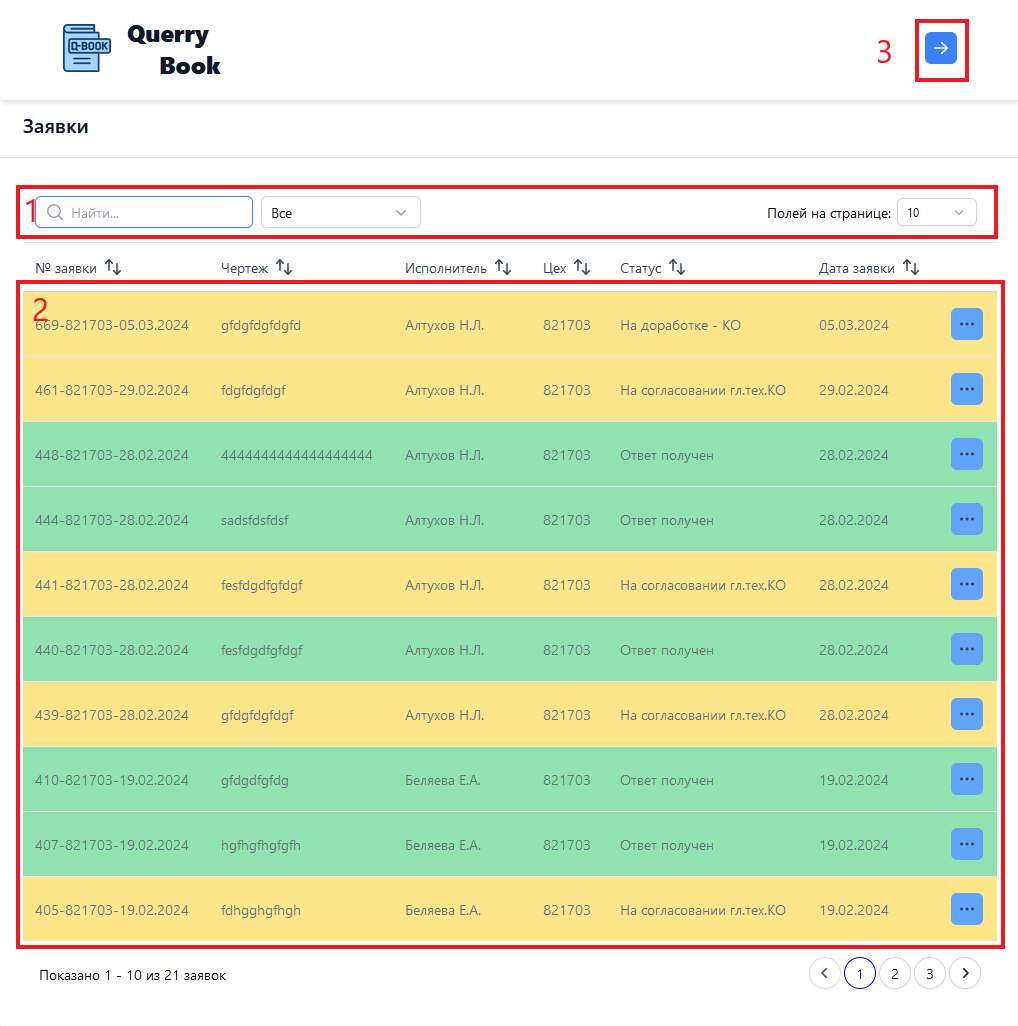 Q-BOOK
Querry
Book
3
Заявки
1
Найти...
Все
Полей на странице: 10
№ заявки Чертеж Исполнитель Цех Статус Дата заявки
2
669-821703-05.03.2024 gfdgfdgfdgfd Алтухов Н.Л. 821703 На доработке - КО 05.03.2024
461-821703-29.02.2024 fdgfdgfdgf Алтухов Н.Л. 821703 На согласовании гл.тех.КО 29.02.2024
448-821703-28.02.2024 4444444444444444444 Алтухов Н.Л. 821703 Ответ получен 28.02.2024
444-821703-28.02.2024 sadsfdsfdsf Алтухов Н.Л. 821703 Ответ получен 28.02.2024
441-821703-28.02.2024 fesfdgdfgfdgf Алтухов Н.Л. 821703 На согласовании гл.тех.КО 28.02.2024
440-821703-28.02.2024 fesfdgdfgfdgf Алтухов Н.Л. 821703 Ответ получен 28.02.2024
439-821703-28.02.2024 gfdgfdgfdgf Алтухов Н.Л. 821703 На согласовании гл.тех.КО 28.02.2024
410-821703-19.02.2024 gfdgdfgfdg Беляева Е.А. 821703 Ответ получен 19.02.2024
407-821703-19.02.2024 hgfhgfhgfgfh Беляева Е.А. 821703 Ответ получен 19.02.2024
405-821703-19.02.2024 fdhgghgfhgh Беляева Е.А. 821703 На согласовании гл.тех.КО 19.02.2024
Показано 1 - 10 из 21 заявок
1 2 3